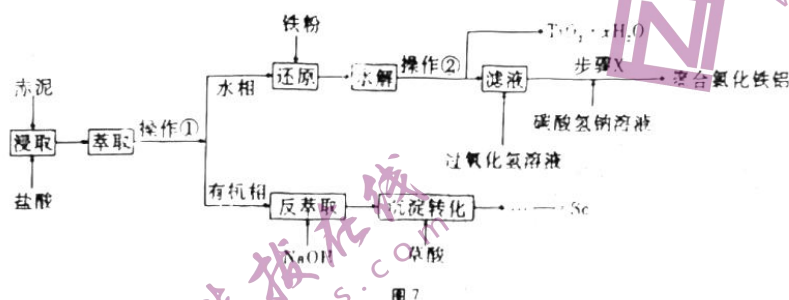 铁粉
TiO₂·xH₂O
赤泥
水相
还原
水解
操作②
滤液
步骤X
聚合氯化铁铝
浸取
萃取
操作①
碳酸氢钠溶液
过氧化氢溶液
盐酸
有机相
反萃取
沉淀转化
…
Sc
NaOH
草酸
图7